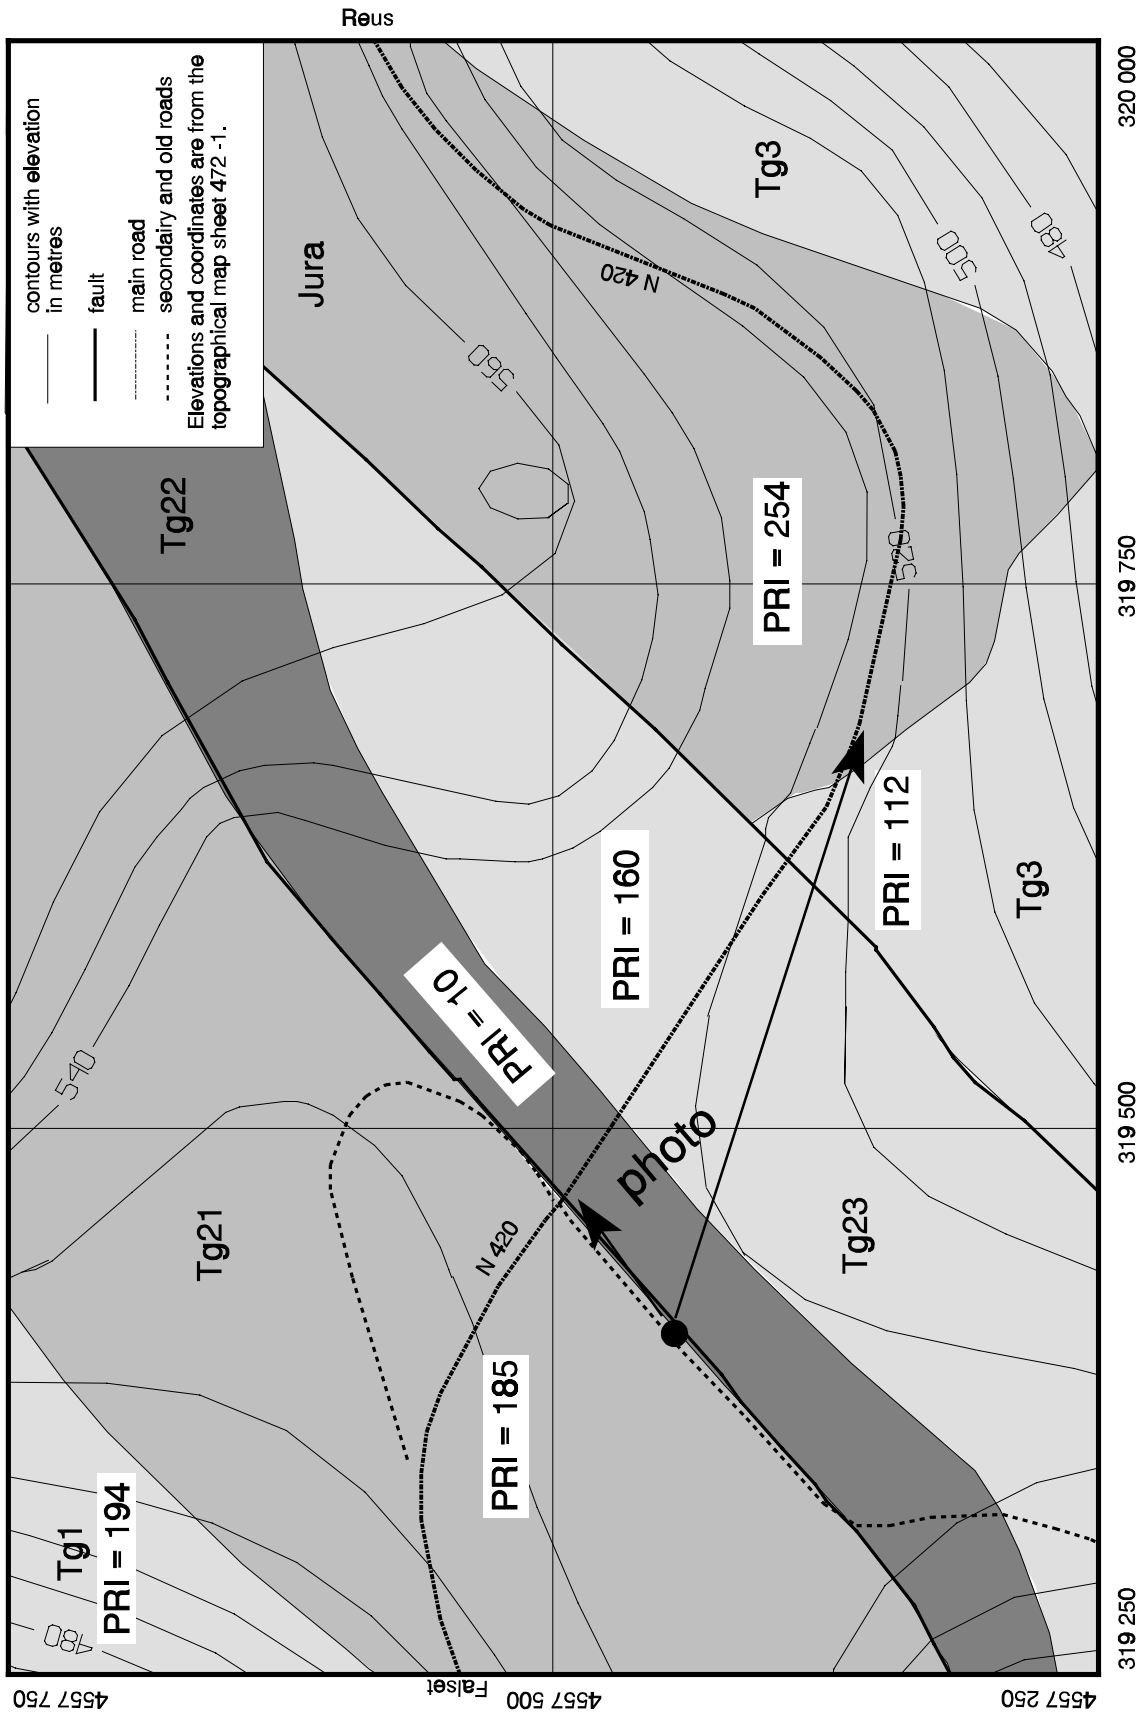 Reus
contours with elevation
in metres
fault
main road
secondairy and old roads
Elevations and coordinates are from the
topographical map sheet 472 -1.
Tg22
Jura
Tg3
560
N 420
500
480
520
PRI = 254
PRI = 112
PRI = 160
PRI = 10
Tg3
540
photo
Tg21
N 420
Tg23
PRI = 185
Tg1
PRI = 194
480
Falset
4557 750
4557 500
4557 250
319 250
319 500
319 750
320 000